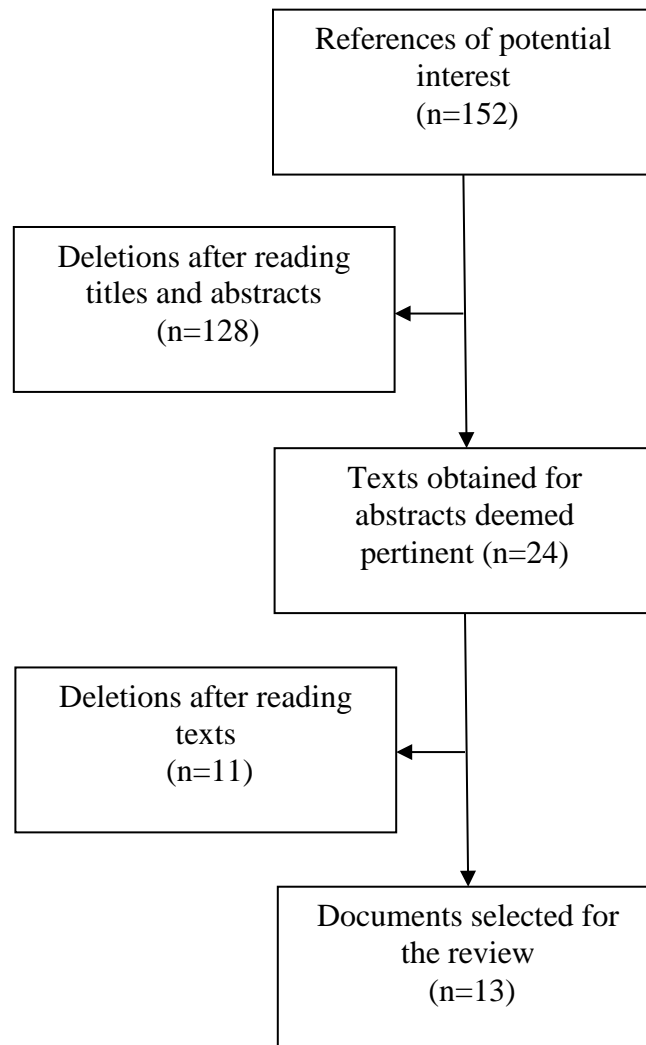 References of potential
interest
(n=152)
Deletions after reading
titles and abstracts
(n=128)
Texts obtained for
abstracts deemed
pertinent (n=24)
Deletions after reading
texts
(n=11)
Documents selected for
the review
(n=13)